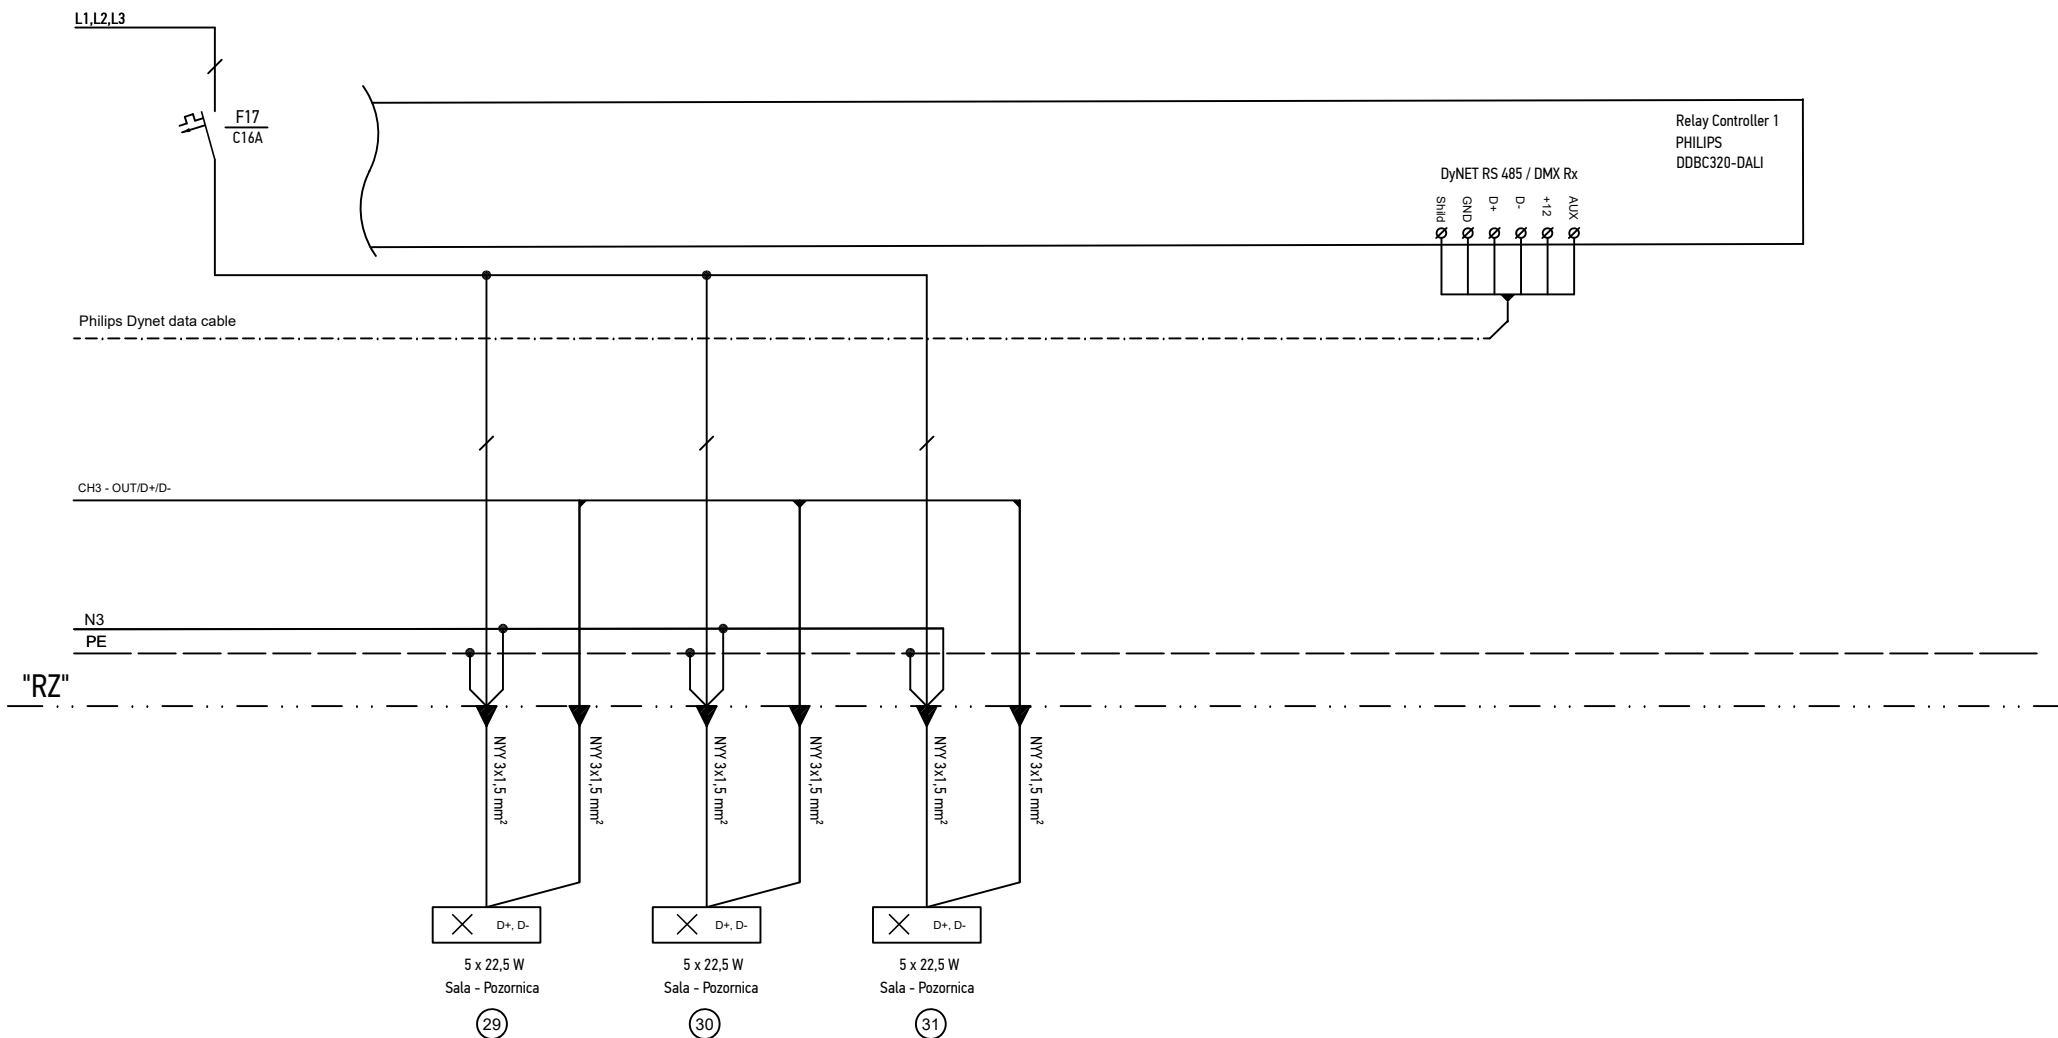 L1,L2,L3
F17
C16A
Relay Controller 1
PHILIPS
DDBC320-DALI
DyNET RS 485 / DMX Rx
Shild
GND
D+
D-
+12
AUX
Philips Dynet data cable
CH3 - OUT/D+/D-
N3
PE
"RZ"
NYY 3x1,5 mm²
NYY 3x1,5 mm²
NYY 3x1,5 mm²
NYY 3x1,5 mm²
NYY 3x1,5 mm²
NYY 3x1,5 mm²
D+, D-
D+, D-
D+, D-
5 x 22,5 W
Sala - Pozornica
29
5 x 22,5 W
Sala - Pozornica
30
5 x 22,5 W
Sala - Pozornica
31